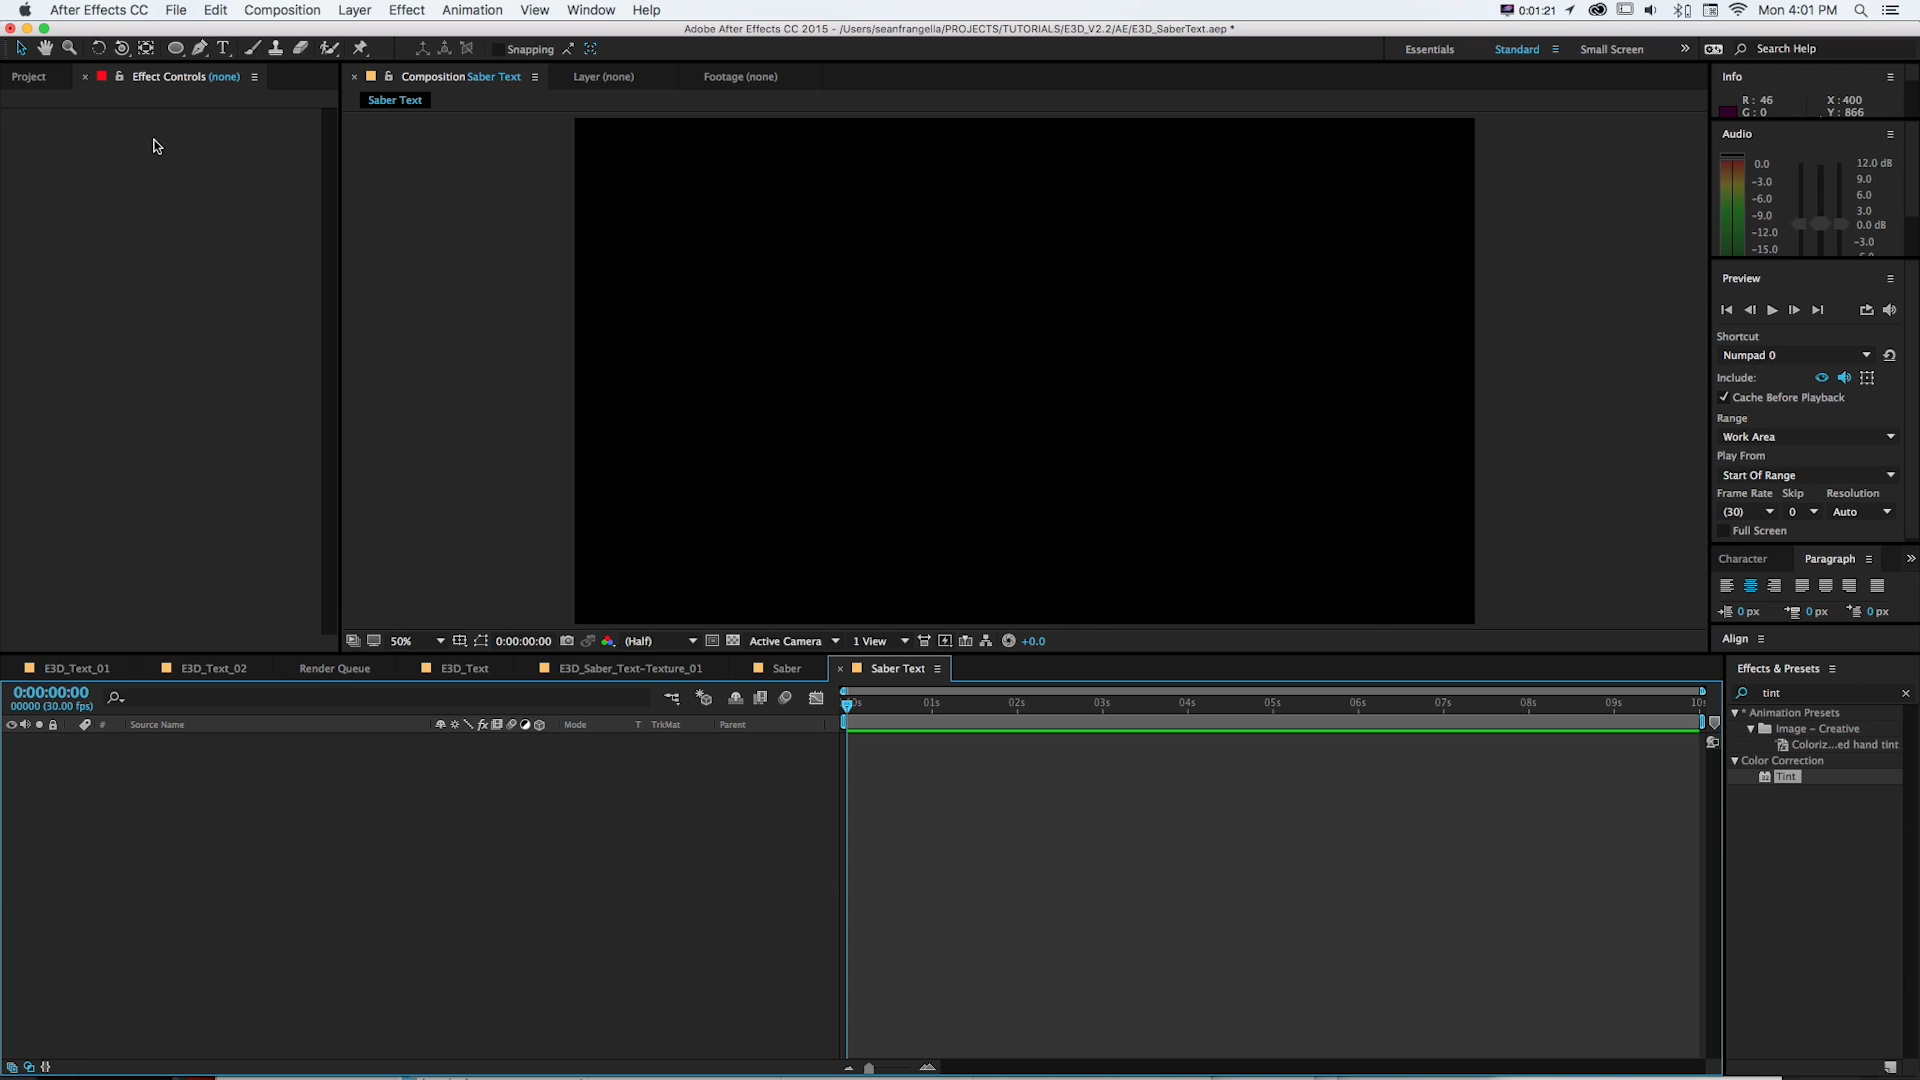 After Effects CC File Edit Composition Layer Effect Animation View Window Help 0:01:21 Mon 4:01 PM
Adobe After Effects CC 2015 - /Users/seanfrangella/PROJECTS/TUTORIALS/E3D_V2.2/AE/E3D_SaberText.aep *
Snapping Essentials Standard Small Screen Search Help
Project Effect Controls (none) Composition Saber Text Layer (none) Footage (none) Info
Saber Text
R: 46 X: 400
G: 0 Y: 866
Audio
0.0 12.0 dB
-3.0 9.0
-6.0 6.0
-9.0 3.0
-12.0 0.0 dB
-15.0 -3.0
Preview
Shortcut
Numpad 0
Include:
Cache Before Playback
Range
Work Area
Play From
Start Of Range
Frame Rate Skip Resolution
(30) 0 Auto
Full Screen
Character Paragraph
0 px 0 px 0 px
Align
50% 0:00:00:00 (Half) Active Camera 1 View +0.0
E3D_Text_01 E3D_Text_02 Render Queue E3D_Text E3D_Saber_Text-Texture_01 Saber Saber Text
0:00:00:00
00000 (30.00 fps)
# Source Name Mode T TrkMat Parent
01s 02s 03s 04s 05s 06s 07s 08s 09s
Effects & Presets
tint
* Animation Presets
Image - Creative
Coloriz...ed hand tint
Color Correction
Tint